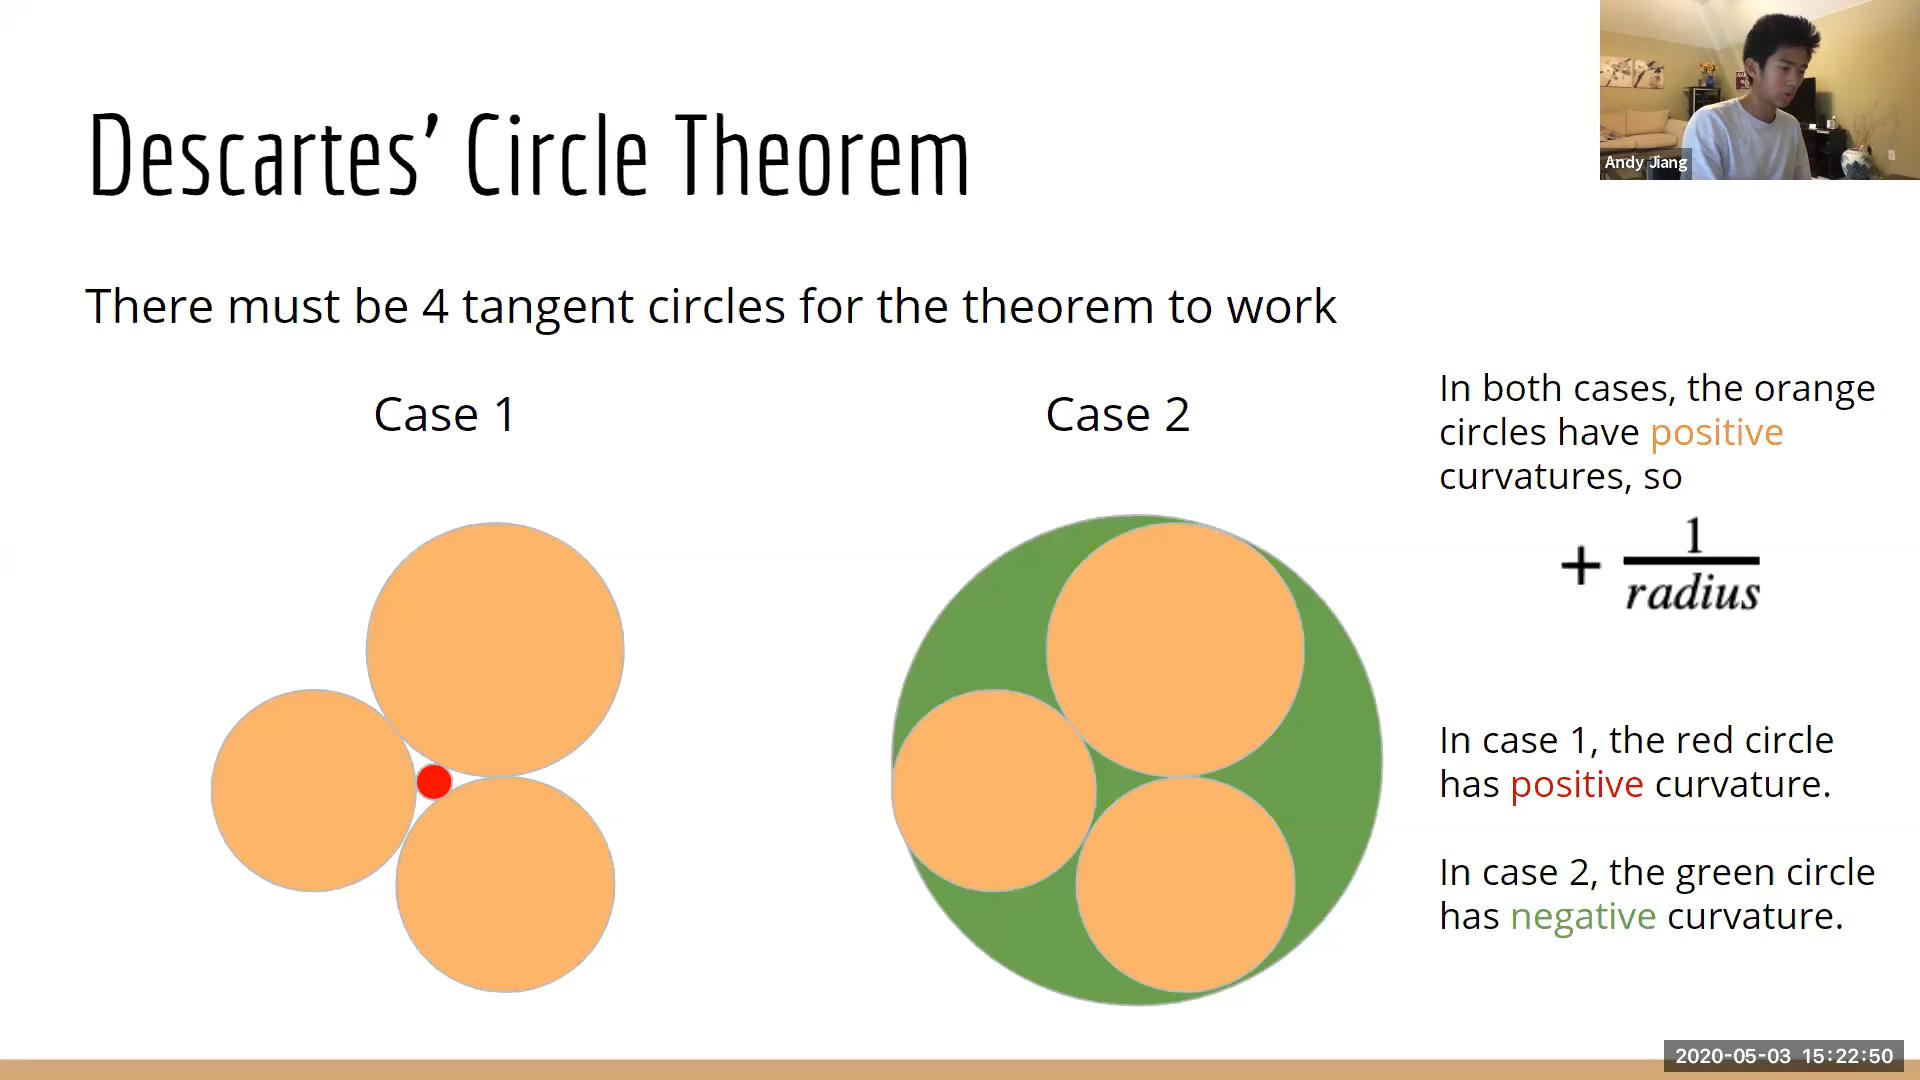 Descartes’ Circle Theorem
There must be 4 tangent circles for the theorem to work
Case 1
Case 2
In both cases, the orange
circles have positive
curvatures, so
+ 1
radius
In case 1, the red circle
has positive curvature.
In case 2, the green circle
has negative curvature.
Andy Jiang
2020-05-03 15:22:50